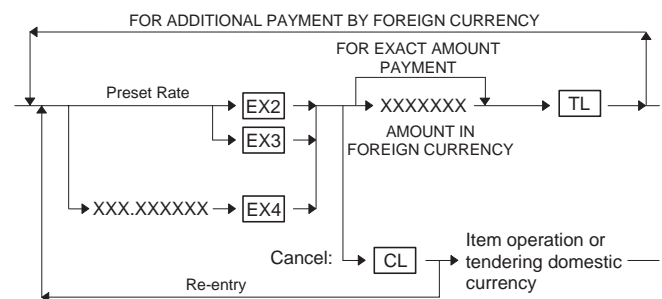 FOR ADDITIONAL PAYMENT BY FOREIGN CURRENCY
FOR EXACT AMOUNT
PAYMENT
Preset Rate
EX2
XXXXXXX
TL
EX3
AMOUNT IN
FOREIGN CURRENCY
XXX.XXXXXX
EX4
Cancel:
CL
Item operation or
tendering domestic
currency
Re-entry